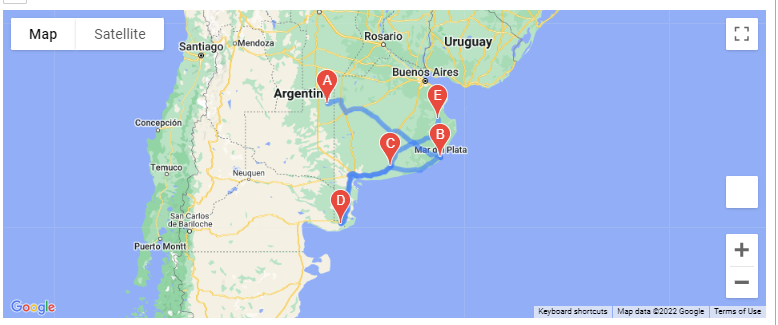 Map Satellite
Rosario
Uruguay
Santiago
Mendoza
Buenos Aires
A
Argentin
E
Concepción
B
C
Mar del Plata
Temuco
Neuquen
D
San Carlos
de Bariloche
Puerto Montt
Google
Keyboard shortcuts Map data ©2022 Google Terms of Use